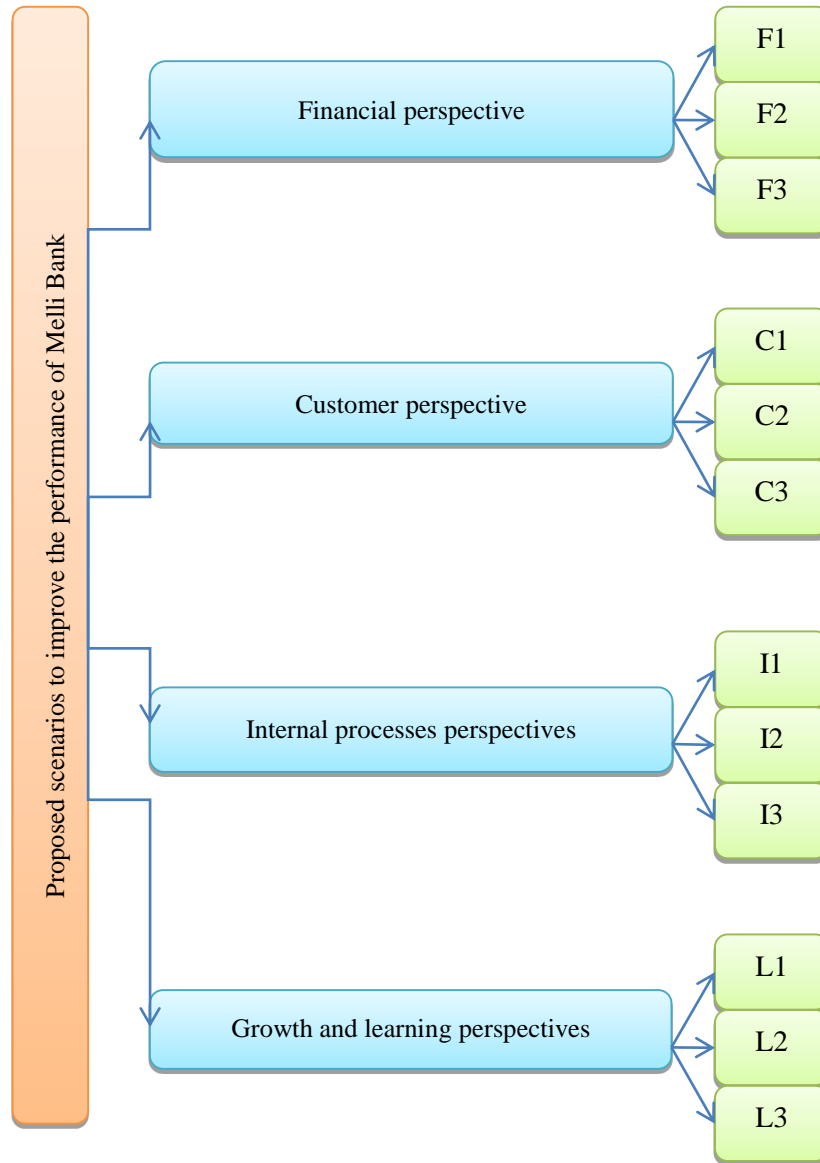 Proposed scenarios to improve the performance of Melli Bank
Financial perspective
F1
F2
F3
Customer perspective
C1
C2
C3
Internal processes perspectives
I1
I2
I3
Growth and learning perspectives
L1
L2
L3